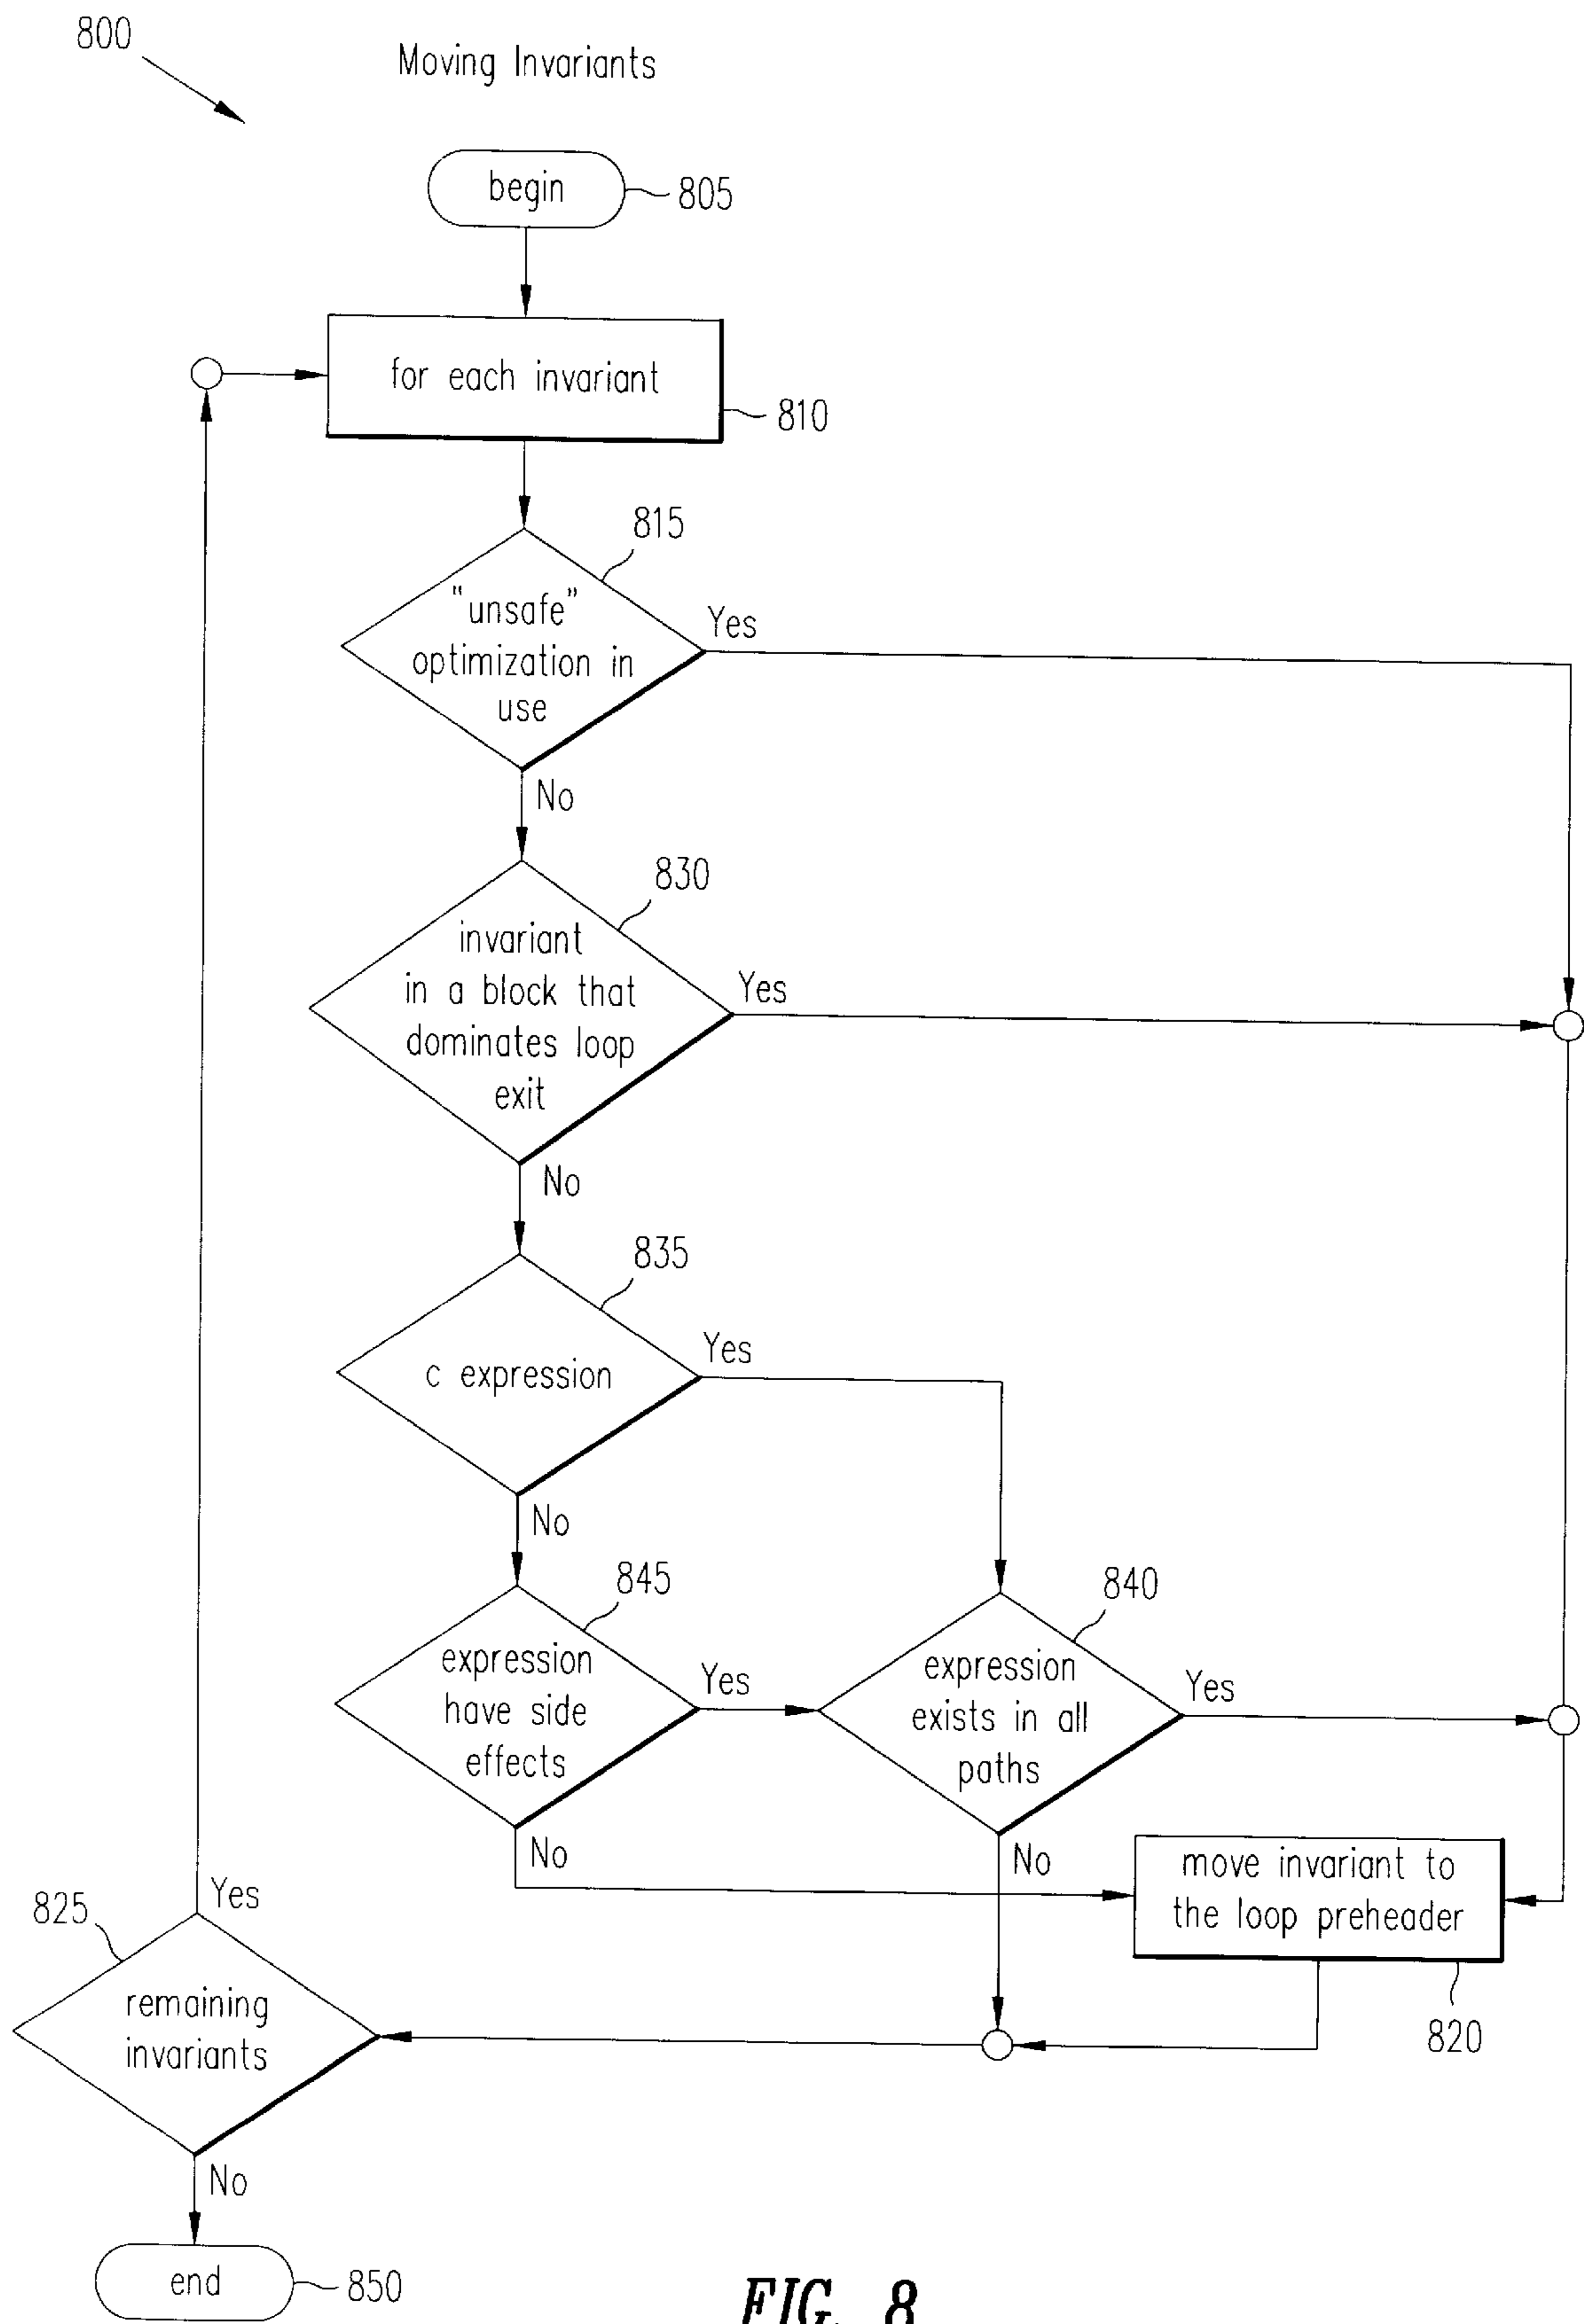 800
Moving Invariants
begin
805
for each invariant
810
815
"unsafe"
optimization in
use
Yes
No
830
invariant
in a block that
dominates loop
exit
Yes
No
835
c expression
Yes
No
845
expression
have side
effects
Yes
No
840
expression
exists in all
paths
Yes
No
move invariant to
the loop preheader
820
825
Yes
remaining
invariants
No
end
850
FIG. 8